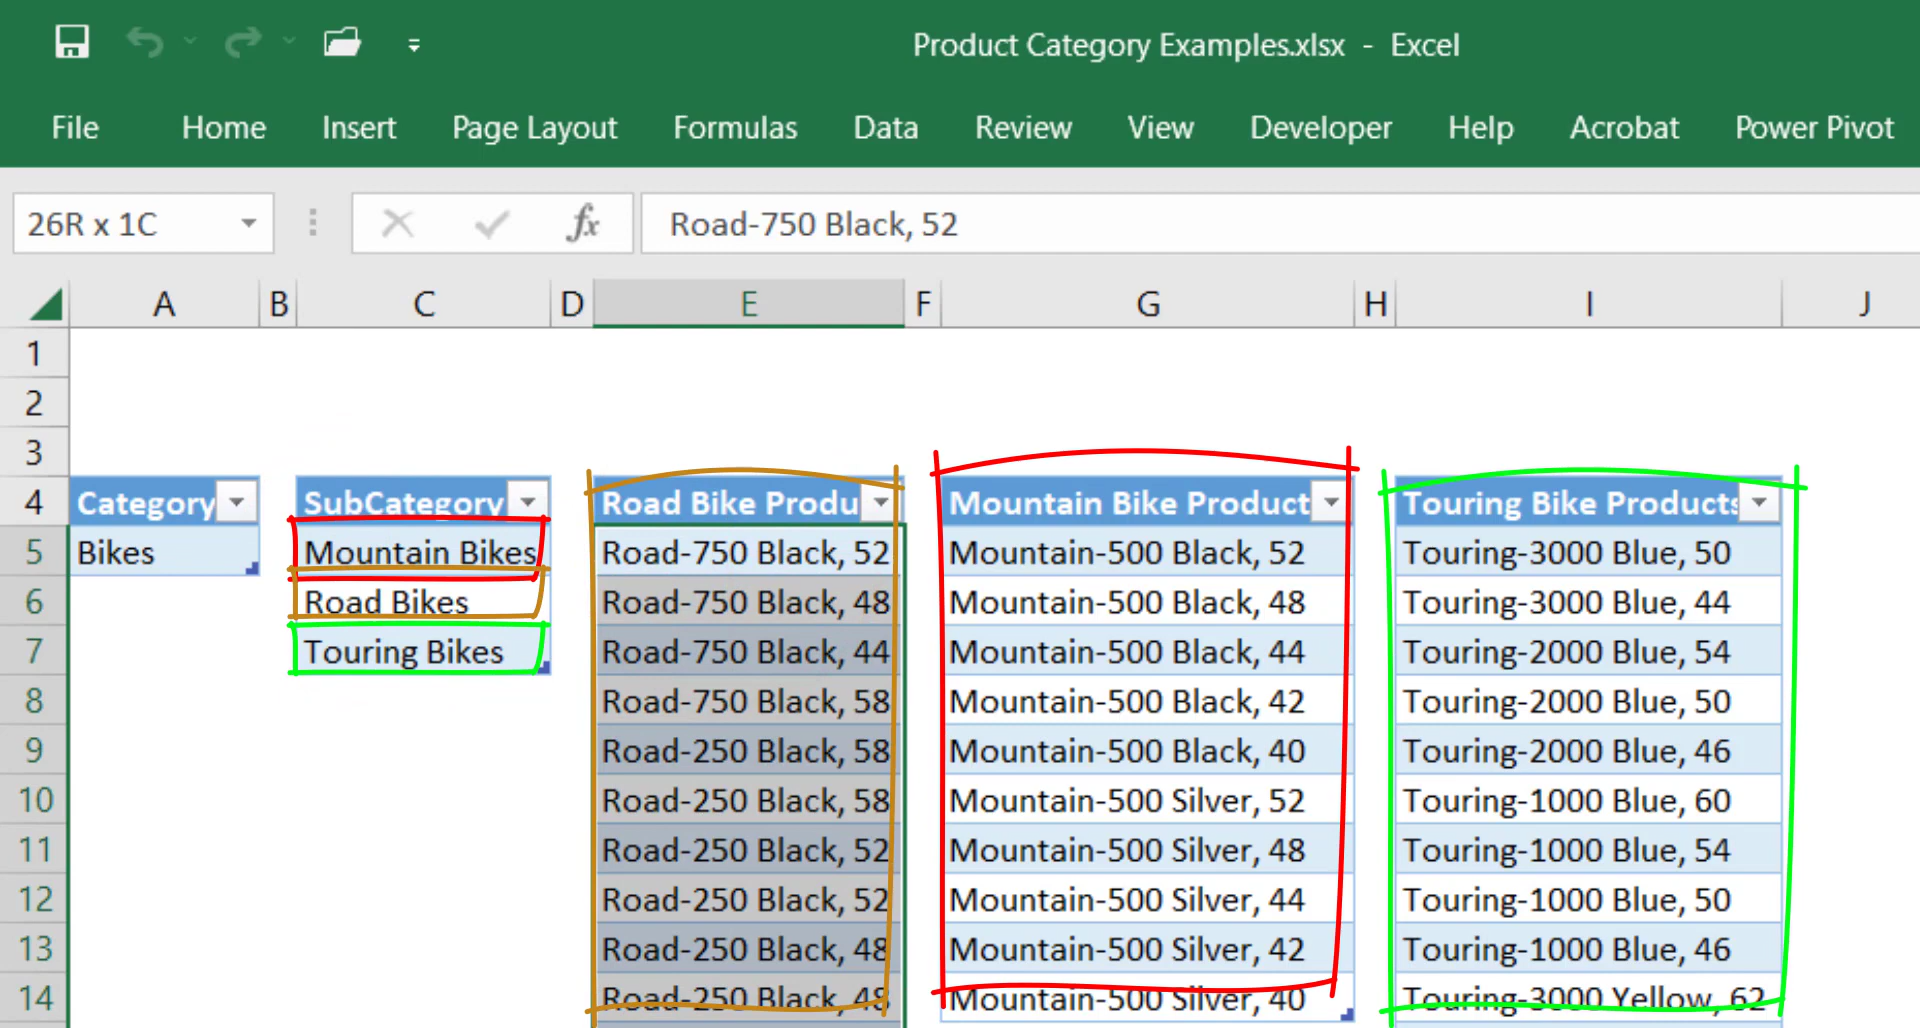 Product Category Examples.xlsx - Excel
File Home Insert Page Layout Formulas Data Review View Developer Help Acrobat Power Pivot
26R x 1C fx Road-750 Black, 52
A B C D E F G H I J
1
2
3
4 Category SubCategory Road Bike Produ Mountain Bike Product Touring Bike Products
5 Bikes Mountain Bikes Road-750 Black, 52 Mountain-500 Black, 52 Touring-3000 Blue, 50
6 Road Bikes Road-750 Black, 48 Mountain-500 Black, 48 Touring-3000 Blue, 44
7 Touring Bikes Road-750 Black, 44 Mountain-500 Black, 44 Touring-2000 Blue, 54
8 Road-750 Black, 58 Mountain-500 Black, 42 Touring-2000 Blue, 50
9 Road-250 Black, 58 Mountain-500 Black, 40 Touring-2000 Blue, 46
10 Road-250 Black, 58 Mountain-500 Silver, 52 Touring-1000 Blue, 60
11 Road-250 Black, 52 Mountain-500 Silver, 48 Touring-1000 Blue, 54
12 Road-250 Black, 52 Mountain-500 Silver, 44 Touring-1000 Blue, 50
13 Road-250 Black, 48 Mountain-500 Silver, 42 Touring-1000 Blue, 46
14 Road-250 Black, 48 Mountain-500 Silver, 40 Touring-3000 Yellow, 62